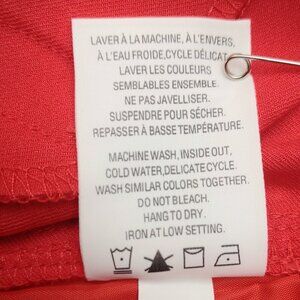 LAVER À LA MACHINE, À L'ENVERS,
À L'EAU FROIDE, CYCLE DÉLICAT.
LAVER LES COULEURS
SEMBLABLES ENSEMBLE.
NE PAS JAVELLISER.
SUSPENDRE POUR SÉCHER.
REPASSER À BASSE TEMPÉRATURE.
MACHINE WASH, INSIDE OUT,
COLD WATER, DELICATE CYCLE.
WASH SIMILAR COLORS TOGETHER.
DO NOT BLEACH.
HANG TO DRY.
IRON AT LOW SETTING.